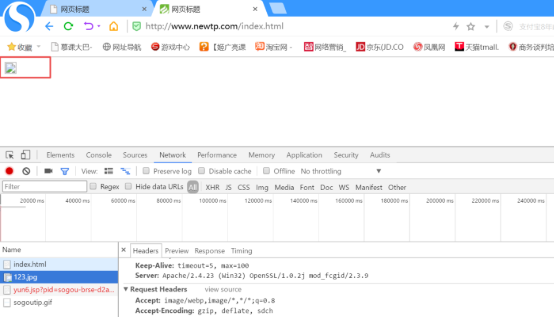 网页标题 网页标题
http://www.newtp.com/index.html
收藏 慕课大巴- 网址导航 游戏中心 【姐广亮课 淘宝网 - 网络营销_ 京东/JD.CO 凤凰网 天猫tmall. 商务谈判技
Elements Console Sources Network Performance Memory Application Security Audits
View: Preserve log Disable cache Offline No throttling
Filter Regex Hide data URLs All XHR JS CSS Img Media Font Doc WS Manifest Other
20000 ms 40000 ms 60000 ms 80000 ms 100000 ms 120000 ms 140000 ms 160000 ms 180000 ms 200000 ms 220000 ms 240000 ms
Name × Headers Preview Response Timing
index.html
123.jpg
yun6.jsp?pid=sogou-brse-d2a...
sogoutip.gif
Keep-Alive: timeout=5, max=100
Server: Apache/2.4.23 (Win32) OpenSSL/1.0.2j mod_fcgid/2.3.9
Request Headers view source
Accept: image/webp,image/*,*/*;q=0.8
Accept-Encoding: gzip, deflate, sdch